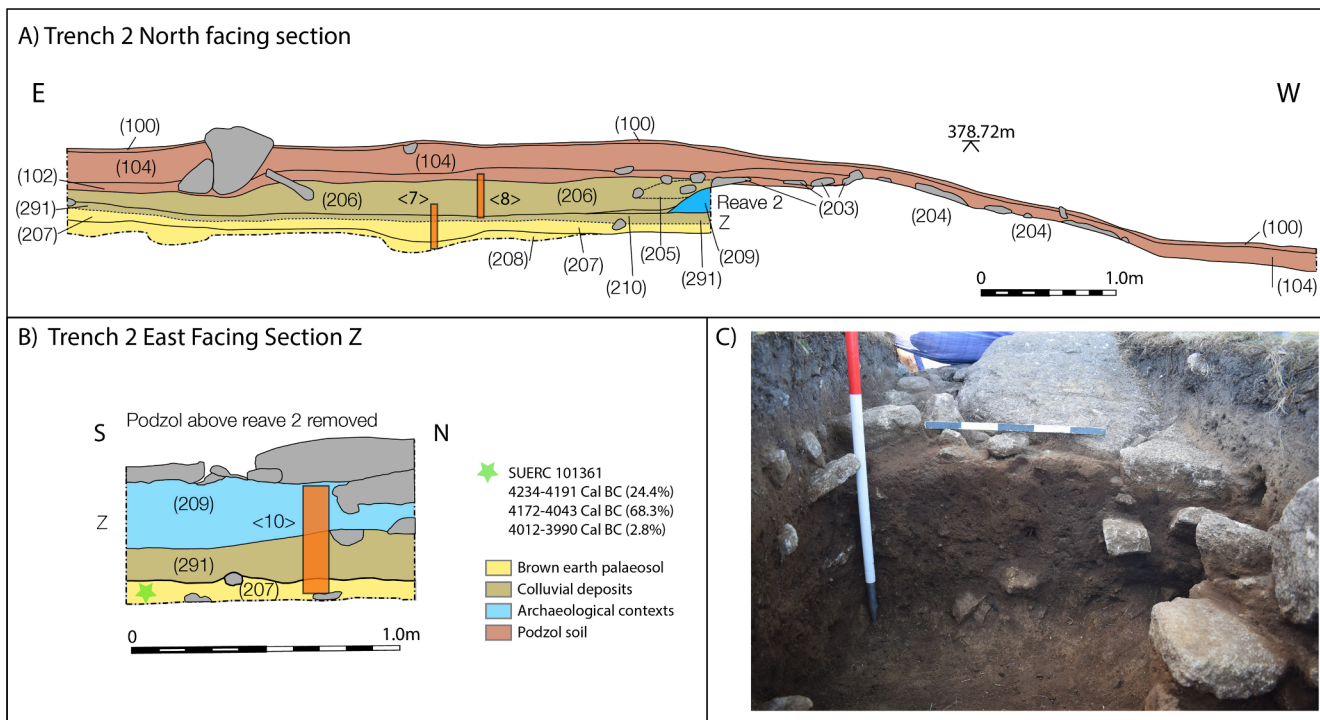 A) Trench 2 North facing section
E
W
(100)
(100)
378.72m
(104)
(104)
(102)
(206)
<7>
<8>
(206)
Reave 2
(203)
(291)
(204)
Z
(207)
(204)
(100)
(208)
(207)
(205)
(209)
(210)
(291)
0
1.0m
(104)
B) Trench 2 East Facing Section Z
Podzol above reave 2 removed
S
N
(209)
Z
<10>
(291)
(207)
0
1.0m
SUERC 101361
4234-4191 Cal BC (24.4%)
4172-4043 Cal BC (68.3%)
4012-3990 Cal BC (2.8%)
Brown earth palaeosol
Colluvial deposits
Archaeological contexts
Podzol soil
C)